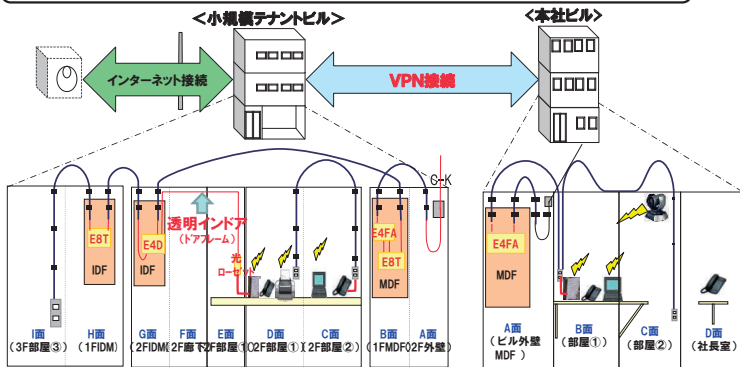 ＜小規模テナントビル＞
＜本社ビル＞
インターネット接続
VPN接続
C-K
透明インドア
(ドアフレーム)
光
ローゼット
E8T
IDF
E4D
IDF
E4FA
E8T
MDF
E4FA
MDF
I面
(3F部屋③)
H面
(1FIDM)
G面
(2FIDM)
F面
(2F廊下)
E面
2F部屋①)
D面
(2F部屋①)
C面
(2F部屋②)
B面
(1FMDF)
A面
(2F外壁)
A面
(ビル外壁
MDF)
B面
(部屋①)
C面
(部屋②)
D面
(社長室)